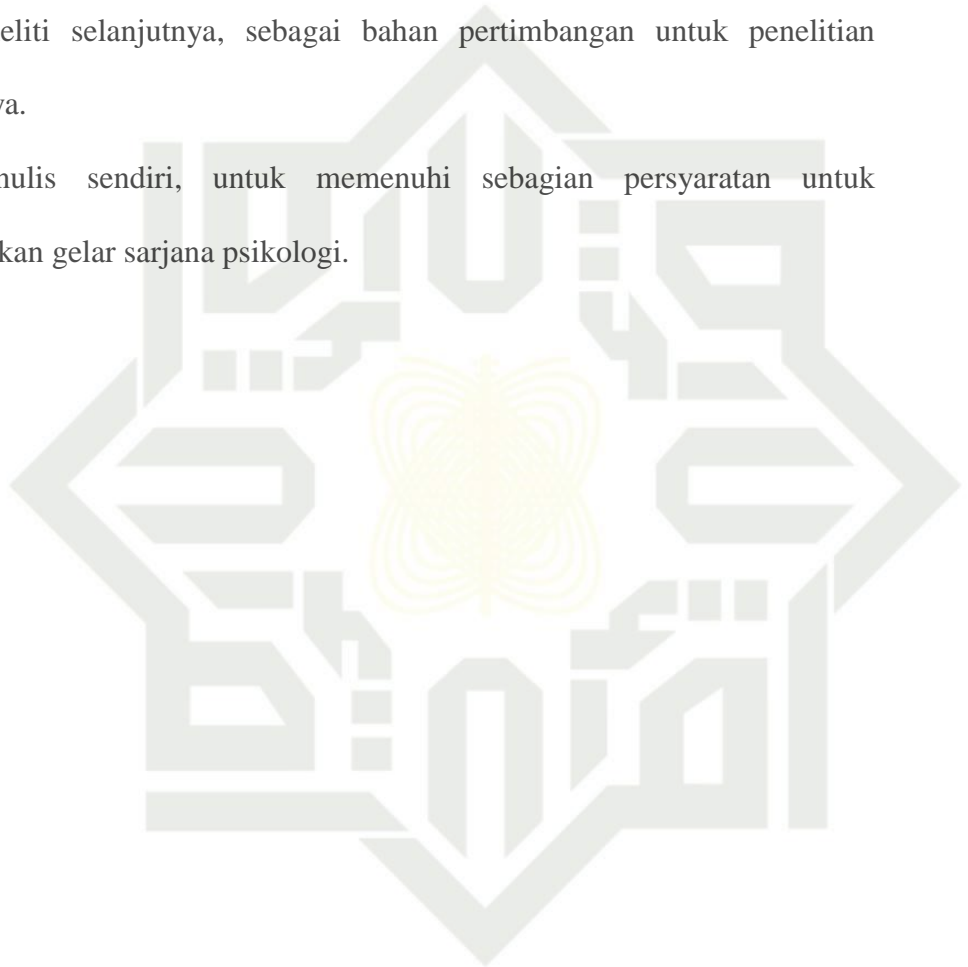 eliti selanjutnya, sebagai bahan pertimbangan untuk penelitian
ya.
nulis sendiri, untuk memenuhi sebagian persyaratan untuk
kan gelar sarjana psikologi.